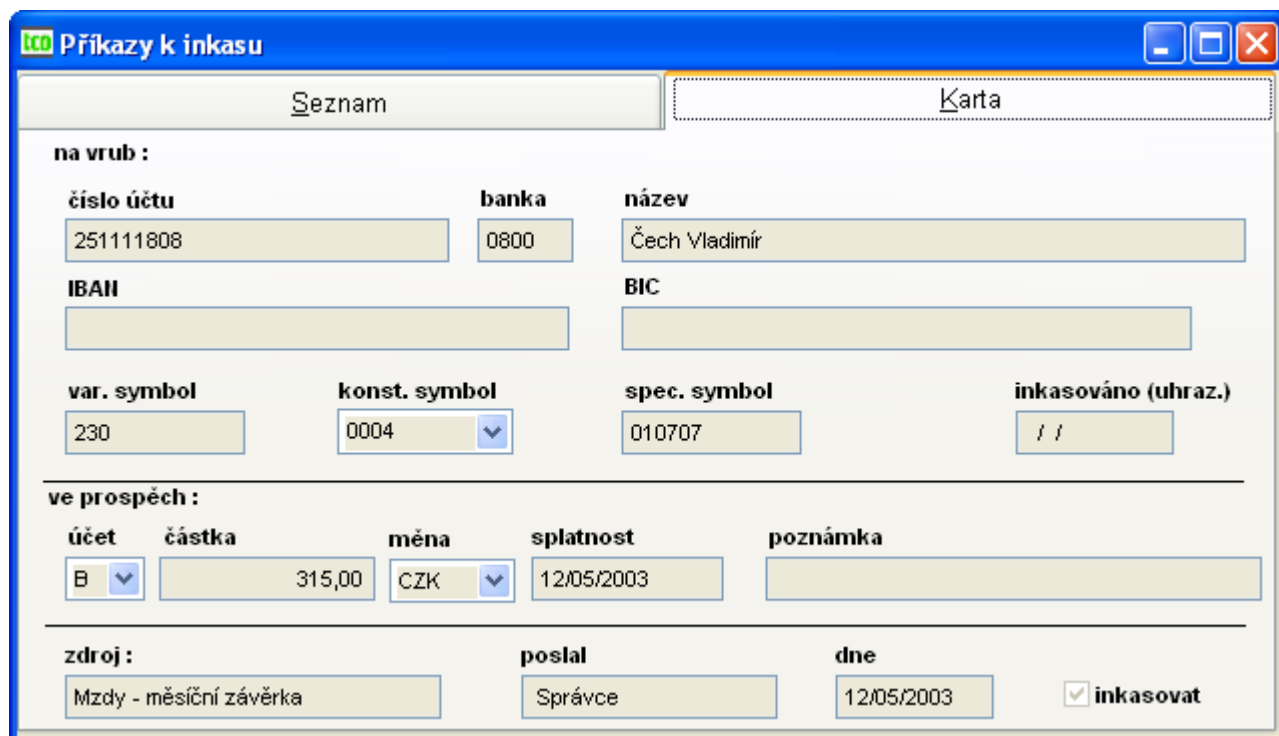 tco Příkazy k inkasu
Seznam Karta
na vrub :
číslo účtu banka název
251111808 0800 Čech Vladimír
IBAN BIC
var. symbol konst. symbol spec. symbol inkasováno (uhraz.)
230 0004 010707 / /
ve prospěch :
účet částka měna splatnost poznámka
B 315,00 CZK 12/05/2003
zdroj : poslal dne
Mzdy - měsíční závěrka Správce 12/05/2003 inkasovat